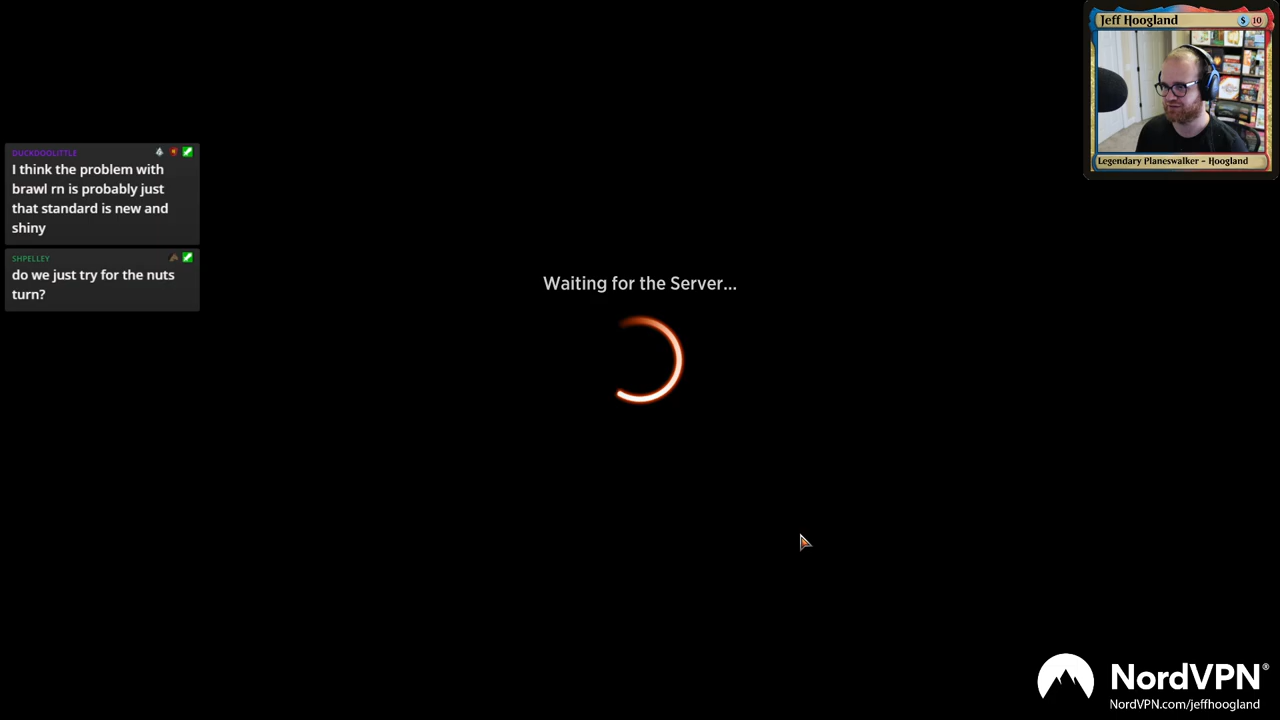 Jeff Hoogland
$ 10
Legendary Planeswalker - Hoogland
DUCKDOOLITTLE
I think the problem with
brawl rn is probably just
that standard is new and
shiny
SHPELLEY
do we just try for the nuts
turn?
Waiting for the Server...
NordVPN®
NordVPN.com/jeffhoogland